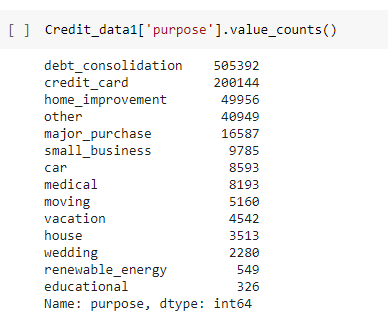 [ ] Credit_data1['purpose'].value_counts()
debt_consolidation 505392
credit_card 200144
home_improvement 49956
other 40949
major_purchase 16587
small_business 9785
car 8593
medical 8193
moving 5160
vacation 4542
house 3513
wedding 2280
renewable_energy 549
educational 326
Name: purpose, dtype: int64